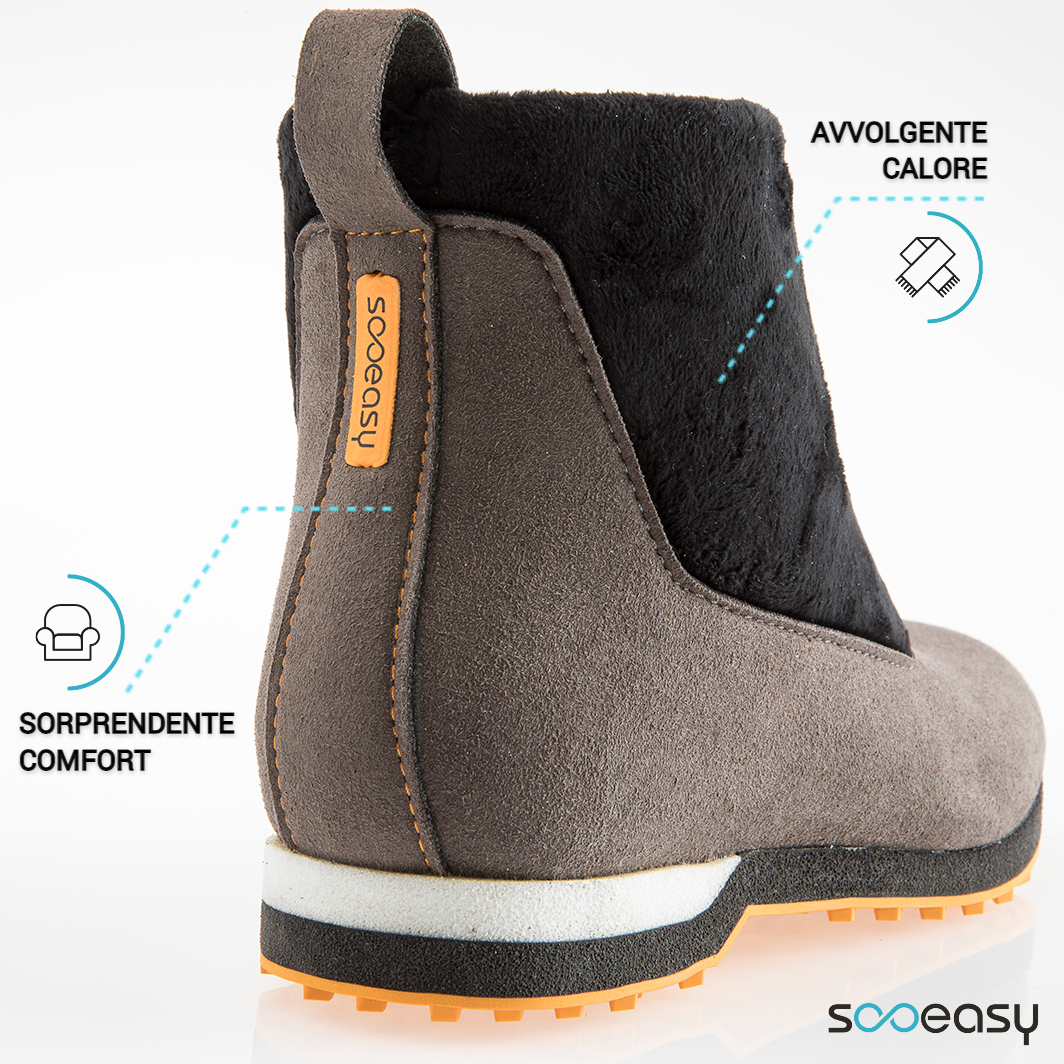 AVVOLGENTE
CALORE
sooeasy
SORPRENDENTE
COMFORT
sooeasy